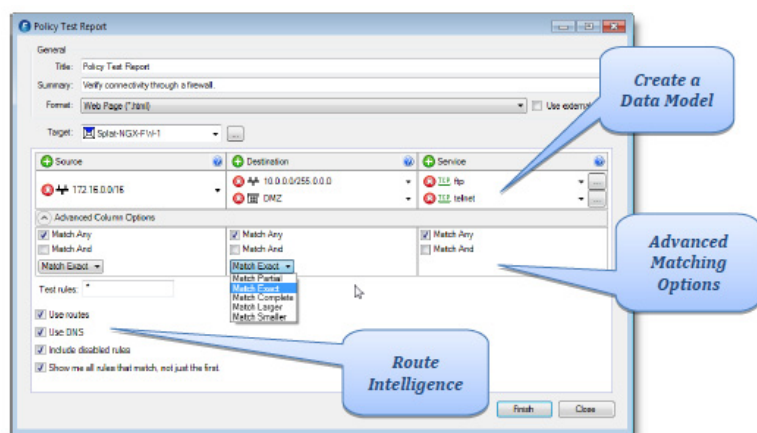 Policy Test Report
General
Title: Policy Test Report
Summary: Verify connectivity through a firewall.
Format: Web Page (*.html) Use external
Target: Splat-NGX-FW-1 ...
Source Destination Service
172.16.0.0/16 10.0.0.0/255.0.0.0 TCP ftp ...
DMZ TCP telnet ...
Advanced Column Options
Match Any Match Any Match Any
Match And Match And Match And
Match Exact Match Exact
Match Partial
Match Exact
Match Complete
Match Larger
Match Smaller
Test rules: *
Use routes
Use DNS
Include disabled rules
Show me all rules that match, not just the first.
Finish Close
Create a
Data Model
Advanced
Matching
Options
Route
Intelligence